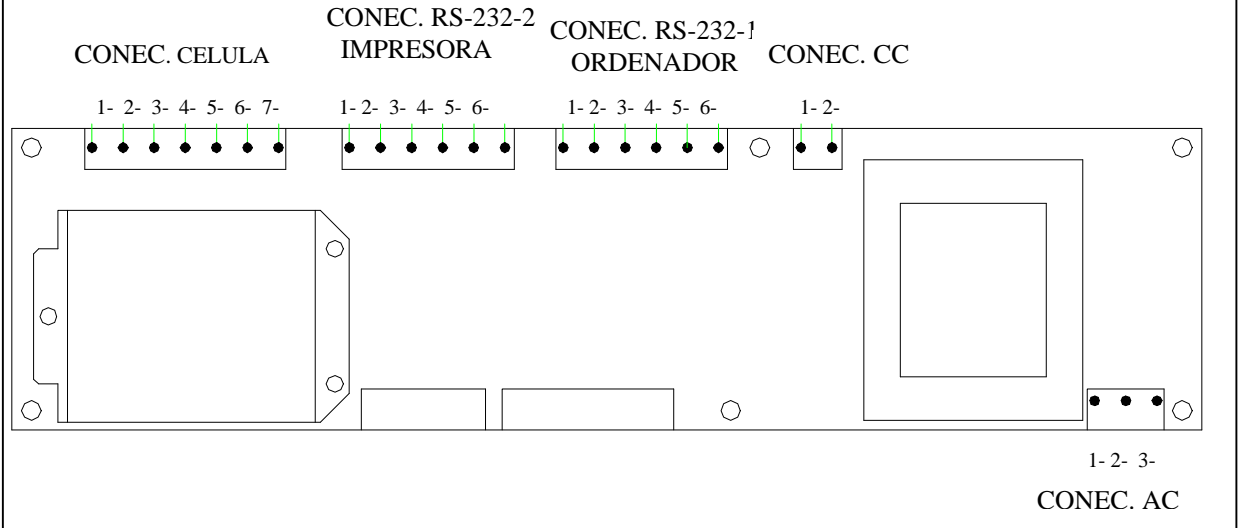 CONEC. CELULA
1- 2- 3- 4- 5- 6- 7-
CONEC. RS-232-2
IMPRESORA
1- 2- 3- 4- 5- 6-
CONEC. RS-232-1
ORDENADOR
1- 2- 3- 4- 5- 6-
CONEC. CC
1- 2-
1- 2- 3-
CONEC. AC